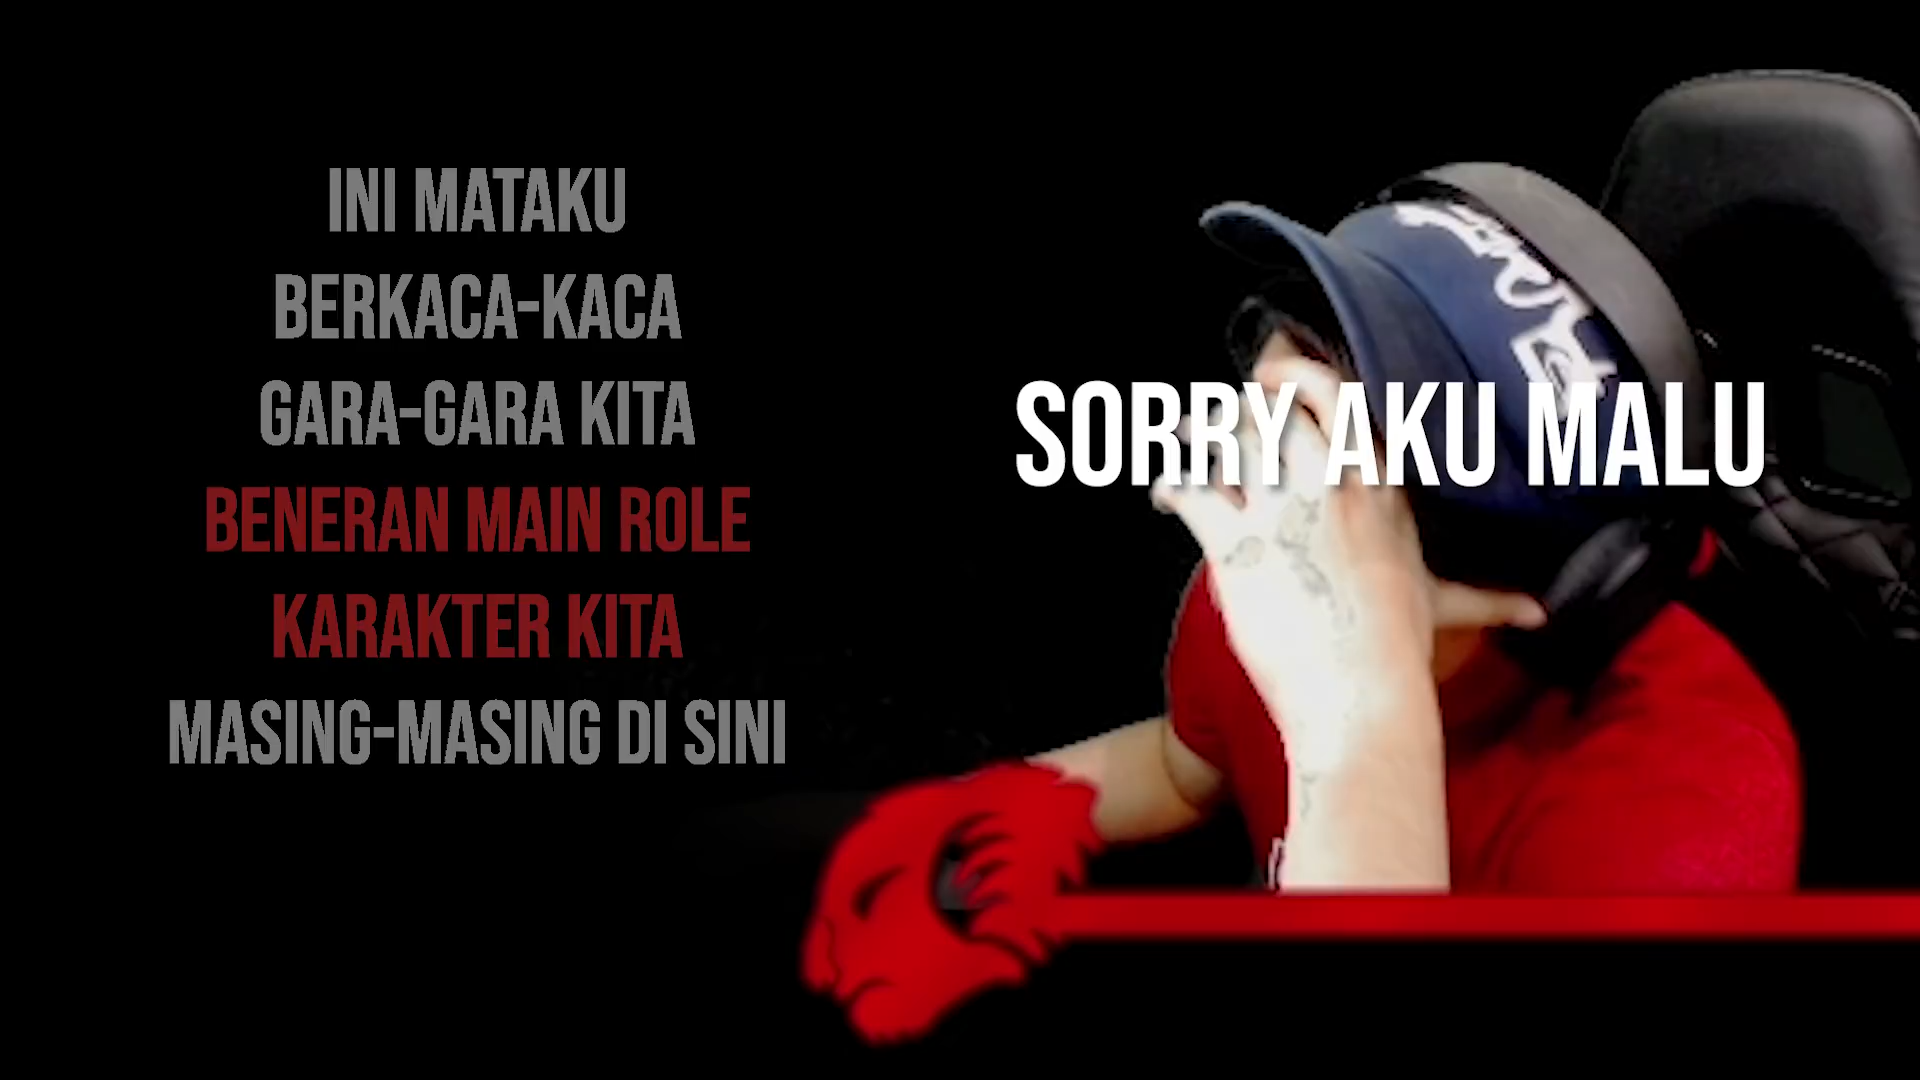 INI MATAKU
BERKACA-KACA
GARA-GARA KITA
BENERAN MAIN ROLE
KARAKTER KITA
MASING-MASING DI SINI
SORRY AKU MALU